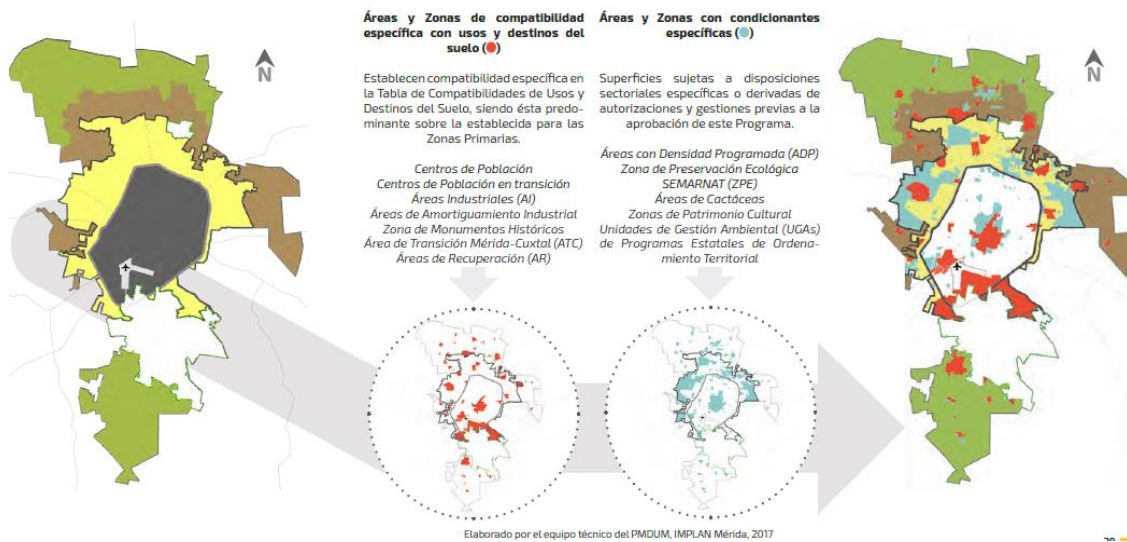 N
Áreas y Zonas de compatibilidad
específica con usos y destinos del
suelo ( )
Establecen compatibilidad específica en
la Tabla de Compatibilidades de Usos y
Destinos del Suelo, siendo ésta predo-
minante sobre la establecida para las
Zonas Primarias.
Centros de Población
Centros de Población en transición
Áreas Industriales (AI)
Áreas de Amortiguamiento Industrial
Zona de Monumentos Históricos
Área de Transición Mérida-Cuxtal (ATC)
Áreas de Recuperación (AR)
Áreas y Zonas con condicionantes
específicas ( )
Superficies sujetas a disposiciones
sectoriales específicas o derivadas de
autorizaciones y gestiones previas a la
aprobación de este Programa.
Áreas con Densidad Programada (ADP)
Zona de Preservación Ecológica
SEMARNAT (ZPE)
Áreas de Cactáceas
Zonas de Patrimonio Cultural
Unidades de Gestión Ambiental (UGAs)
de Programas Estatales de Ordena-
miento Territorial
N
Elaborado por el equipo técnico del PMDUM, IMPLAN Mérida, 2017